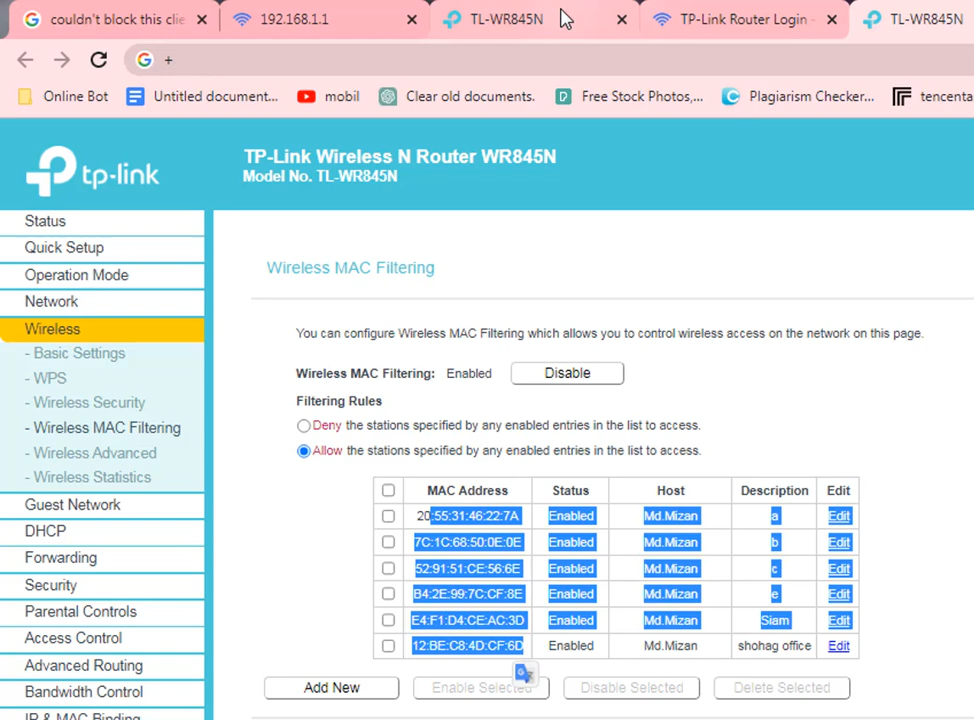 couldn't block this clie
192.168.1.1
TL-WR845N
TP-Link Router Login -
TL-WR845N
+
Online Bot
Untitled document...
mobil
Clear old documents.
Free Stock Photos,...
Plagiarism Checker...
tencenta
tp-link
TP-Link Wireless N Router WR845N
Model No. TL-WR845N
Status
Quick Setup
Operation Mode
Network
Wireless
- Basic Settings
- WPS
- Wireless Security
- Wireless MAC Filtering
- Wireless Advanced
- Wireless Statistics
Guest Network
DHCP
Forwarding
Security
Parental Controls
Access Control
Advanced Routing
Bandwidth Control
IP & MAC Binding
Wireless MAC Filtering
You can configure Wireless MAC Filtering which allows you to control wireless access on the network on this page.
Wireless MAC Filtering: Enabled Disable
Filtering Rules
Deny the stations specified by any enabled entries in the list to access.
Allow the stations specified by any enabled entries in the list to access.
MAC Address Status Host Description Edit
20:55:31:46:22:7A Enabled Md.Mizan a Edit
7C:1C:68:50:0E:0E Enabled Md.Mizan b Edit
52:91:51:CE:56:6E Enabled Md.Mizan c Edit
B4:2E:99:7C:CF:8E Enabled Md.Mizan e Edit
E4:F1:D4:CE:AC:3D Enabled Md.Mizan Siam Edit
12:BE:C8:4D:CF:6D Enabled Md.Mizan shohag office Edit
Add New Enable Selected Disable Selected Delete Selected